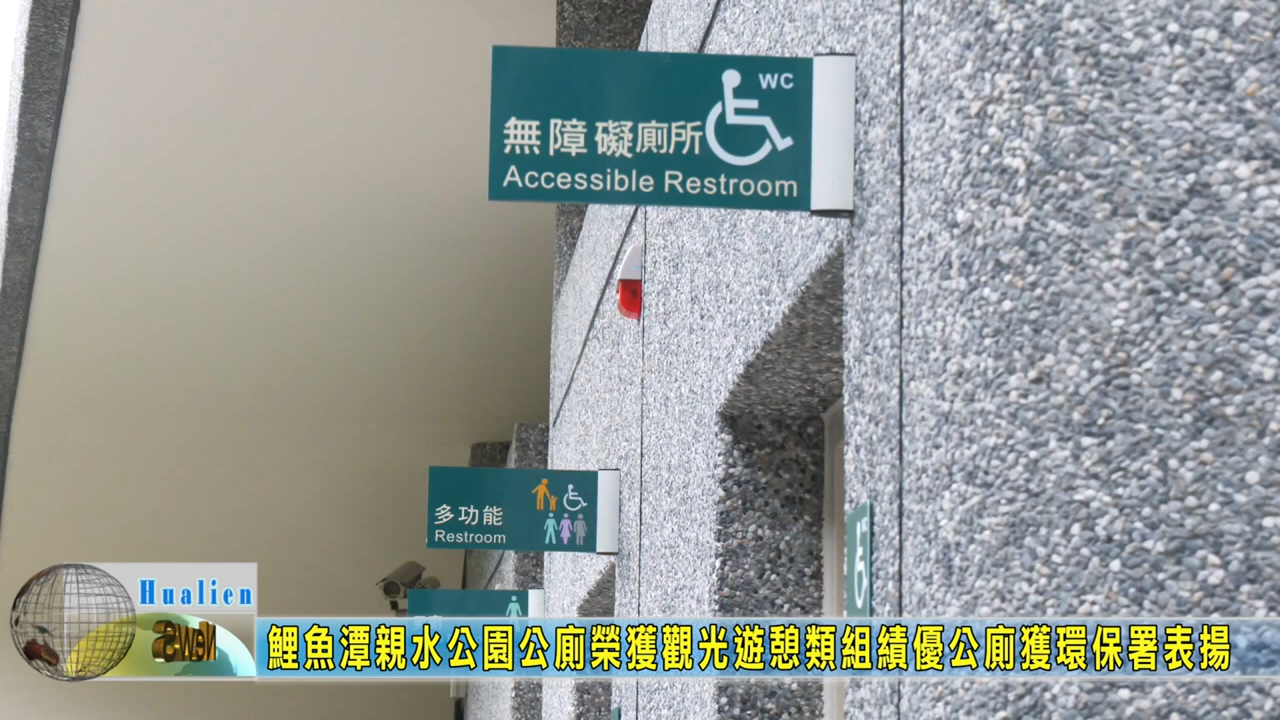 WC
無障礙廁所
Accessible Restroom
多功能
Restroom
Hualien
News
鯉魚潭親水公園公廁榮獲觀光遊憩類組績優公廁獲環保署表揚